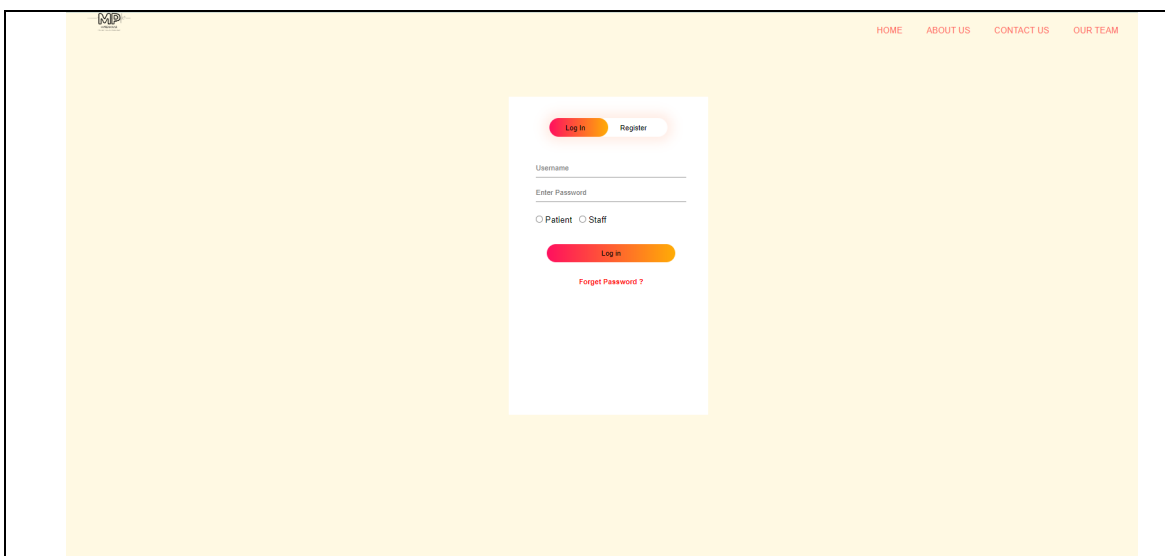 MP
HOME ABOUT US CONTACT US OUR TEAM
Log In Register
Username
Enter Password
Patient Staff
Log in
Forget Password ?